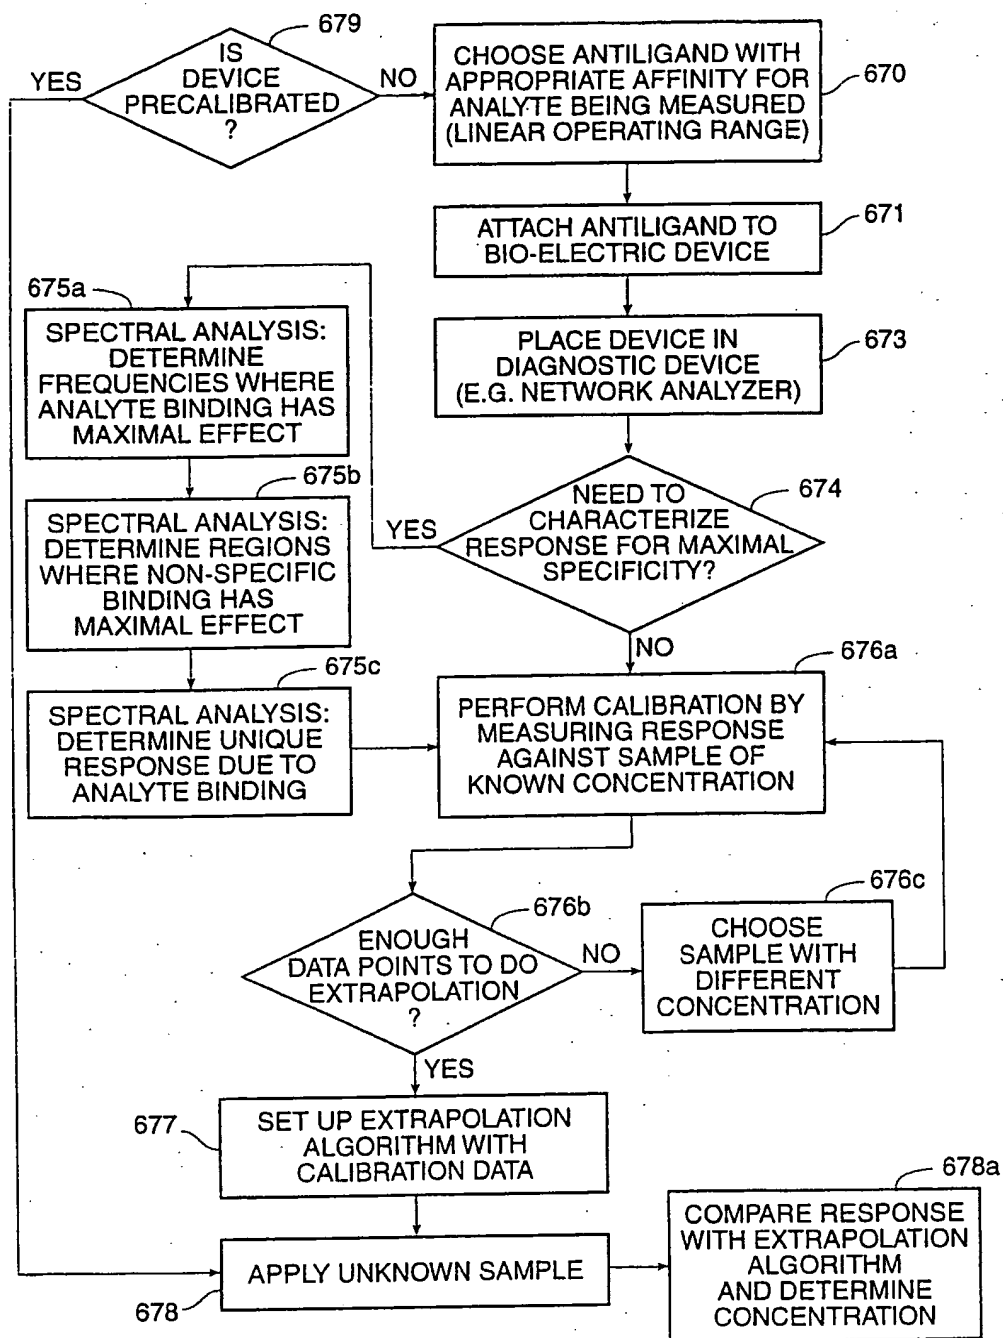 679
IS
DEVICE
PRECALIBRATED
?
YES
NO
CHOOSE ANTILIGAND WITH
APPROPRIATE AFFINITY FOR
ANALYTE BEING MEASURED
(LINEAR OPERATING RANGE)
670
ATTACH ANTILIGAND TO
BIO-ELECTRIC DEVICE
671
PLACE DEVICE IN
DIAGNOSTIC DEVICE
(E.G. NETWORK ANALYZER)
673
NEED TO
CHARACTERIZE
RESPONSE FOR MAXIMAL
SPECIFICITY?
674
YES
NO
675a
SPECTRAL ANALYSIS:
DETERMINE
FREQUENCIES WHERE
ANALYTE BINDING HAS
MAXIMAL EFFECT
675b
SPECTRAL ANALYSIS:
DETERMINE REGIONS
WHERE NON-SPECIFIC
BINDING HAS
MAXIMAL EFFECT
675c
SPECTRAL ANALYSIS:
DETERMINE UNIQUE
RESPONSE DUE TO
ANALYTE BINDING
676a
PERFORM CALIBRATION BY
MEASURING RESPONSE
AGAINST SAMPLE OF
KNOWN CONCENTRATION
676b
ENOUGH
DATA POINTS TO DO
EXTRAPOLATION
?
NO
YES
676c
CHOOSE
SAMPLE WITH
DIFFERENT
CONCENTRATION
677
SET UP EXTRAPOLATION
ALGORITHM WITH
CALIBRATION DATA
678
APPLY UNKNOWN SAMPLE
678a
COMPARE RESPONSE
WITH EXTRAPOLATION
ALGORITHM
AND DETERMINE
CONCENTRATION